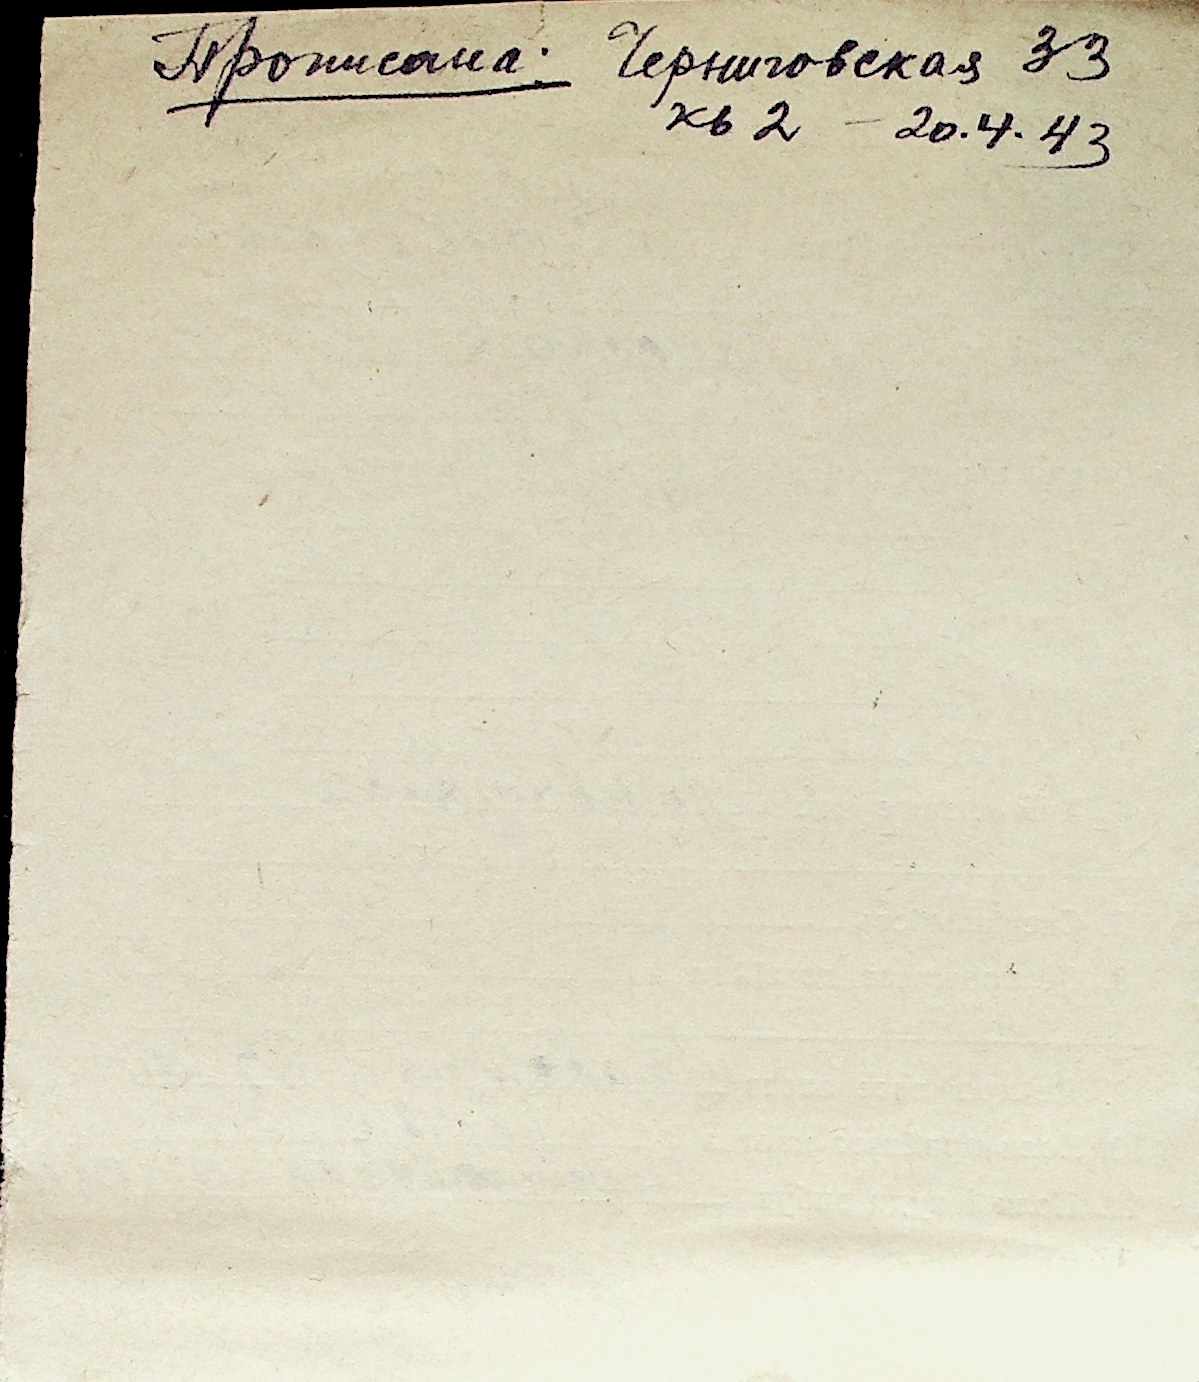 Прописана: Черниговская 33
кв 2 – 20.4.43